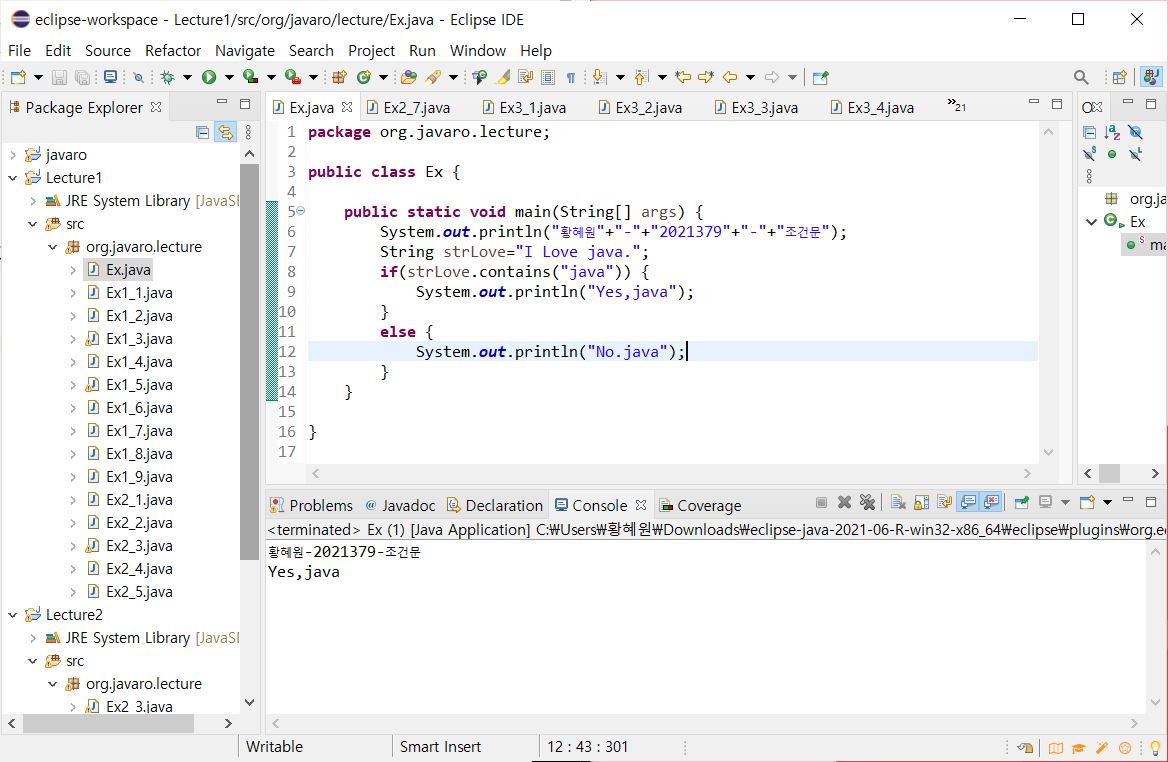 eclipse-workspace - Lecture1/src/org/javaro/lecture/Ex.java - Eclipse IDE
File Edit Source Refactor Navigate Search Project Run Window Help
Package Explorer
javaro
Lecture1
JRE System Library [JavaSE
src
org.javaro.lecture
Ex.java
Ex1_1.java
Ex1_2.java
Ex1_3.java
Ex1_4.java
Ex1_5.java
Ex1_6.java
Ex1_7.java
Ex1_8.java
Ex1_9.java
Ex2_1.java
Ex2_2.java
Ex2_3.java
Ex2_4.java
Ex2_5.java
Lecture2
JRE System Library [JavaSE
src
org.javaro.lecture
Ex2_3.java
Ex.java Ex2_7.java Ex3_1.java Ex3_2.java Ex3_3.java Ex3_4.java »21
1 package org.javaro.lecture;
2
3 public class Ex {
4
5 public static void main(String[] args) {
6 System.out.println("황혜원"+"-"+"2021379"+"-"+"조건문");
7 String strLove="I Love java.";
8 if(strLove.contains("java")) {
9 System.out.println("Yes,java");
10 }
11 else {
12 System.out.println("No.java");
13 }
14 }
15
16 }
17
org.ja
Ex
ma
Problems @ Javadoc Declaration Console Coverage
<terminated> Ex (1) [Java Application] C:₩Users₩황혜원₩Downloads₩eclipse-java-2021-06-R-win32-x86_64₩eclipse₩plugins₩org.e
황혜원-2021379-조건문
Yes,java
Writable Smart Insert 12 : 43 : 301